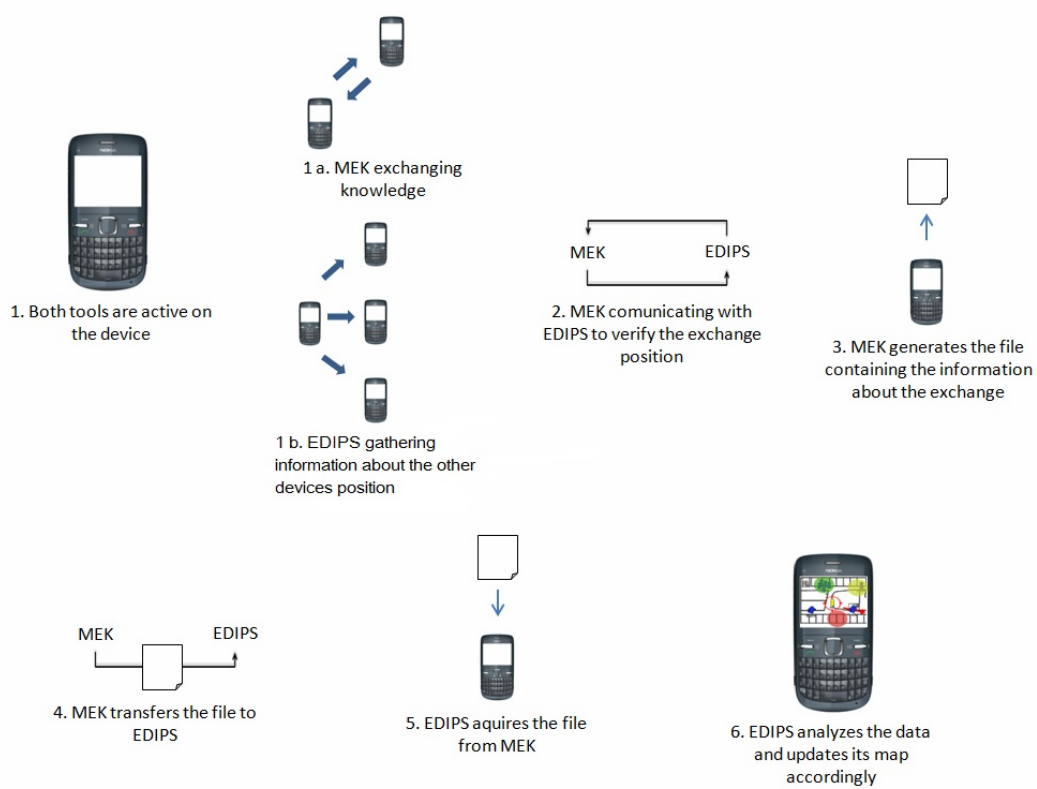 1 a. MEK exchanging
knowledge
1. Both tools are active on
the device
1 b. EDIPS gathering
information about the other
devices position
MEK
EDIPS
2. MEK comunicating with
EDIPS to verify the exchange
position
3. MEK generates the file
containing the information
about the exchange
MEK
EDIPS
4. MEK transfers the file to
EDIPS
5. EDIPS aquires the file
from MEK
6. EDIPS analyzes the data
and updates its map
accordingly